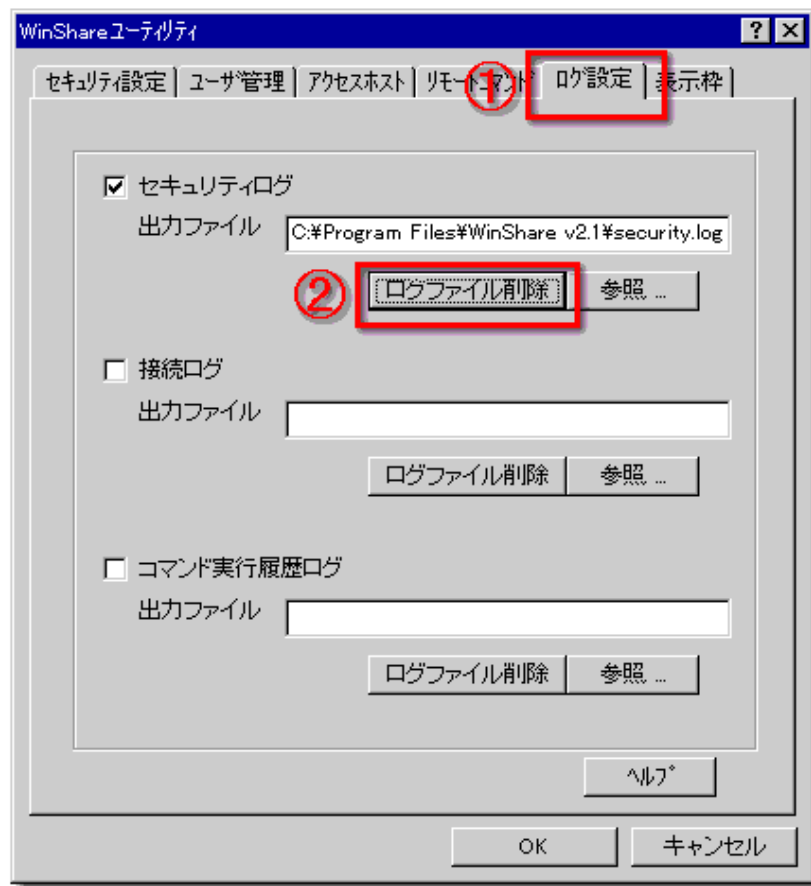 WinShareユーティリティ
セキュリティ設定 ユーザ管理 アクセスホスト リモートコマンド ① ログ設定 表示枠
セキュリティログ
出力ファイル C:¥Program Files¥WinShare v2.1¥security.log
② ログファイル削除 参照 ...
接続ログ
出力ファイル
ログファイル削除 参照 ...
コマンド実行履歴ログ
出力ファイル
ログファイル削除 参照 ...
ヘルプ
OK キャンセル